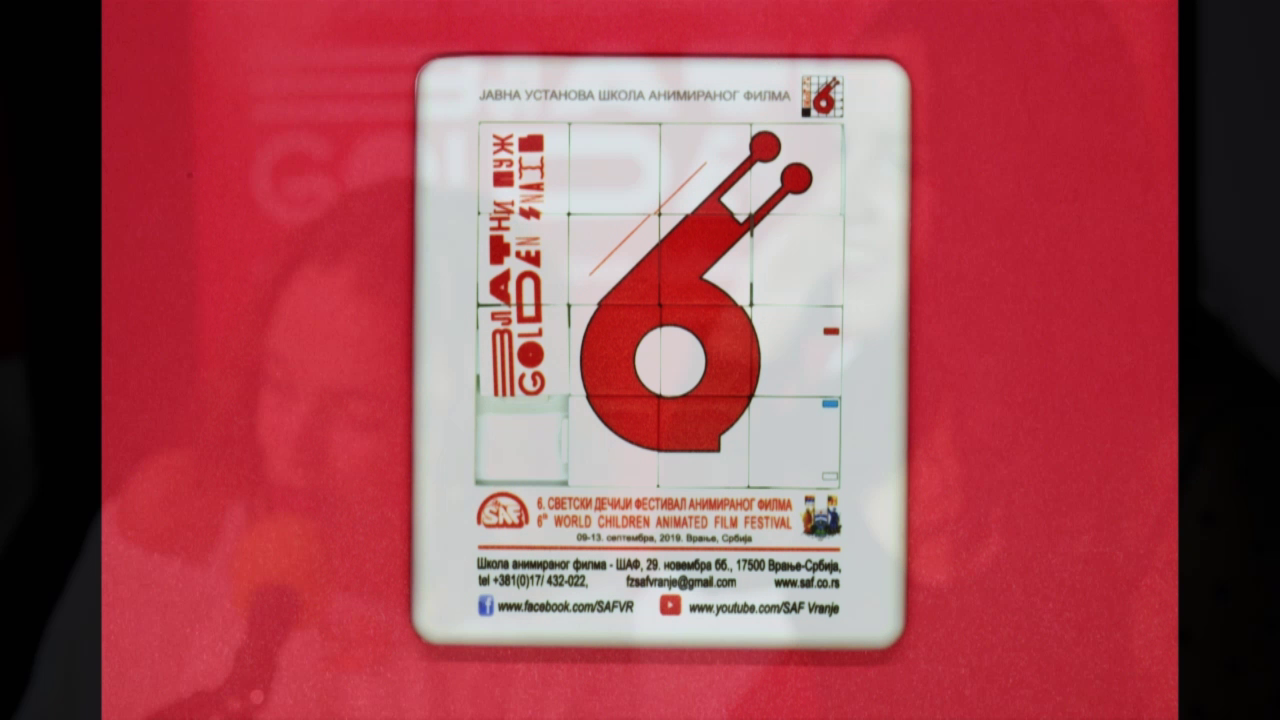 ЈАВНА УСТАНОВА ШКОЛА АНИМИРАНОГ ФИЛМА
ЗЛАТНИ ПУЖ
GOLDEN SNAIL
6. СВЕТСКИ ДЕЧИЈИ ФЕСТИВАЛ АНИМИРАНОГ ФИЛМА
6th WORLD CHILDREN ANIMATED FILM FESTIVAL
09-13. септембра, 2019. Врање, Србија
Школа анимираног филма - ШАФ, 29. новембра бб., 17500 Врање-Србија,
tel +381(0)17/ 432-022, fzsafvranje@gmail.com www.saf.co.rs
www.facebook.com/SAFVR www.youtube.com/SAF Vranje